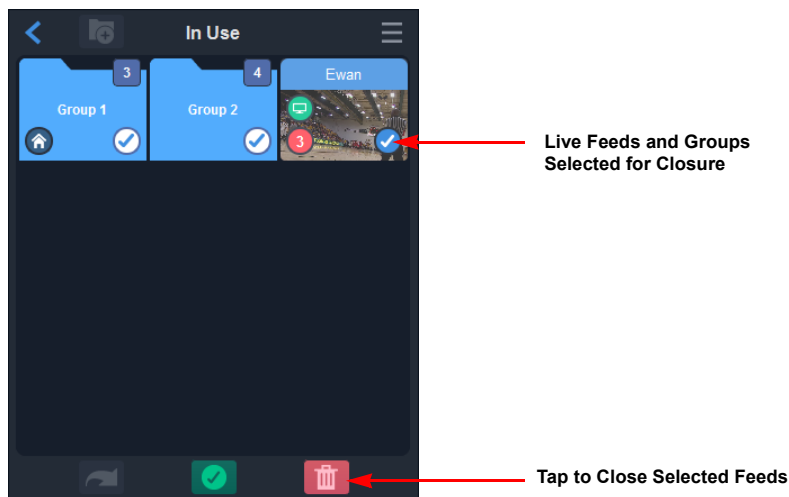 In Use
3
4
Ewan
Group 1
Group 2
3
Live Feeds and Groups
Selected for Closure
Tap to Close Selected Feeds